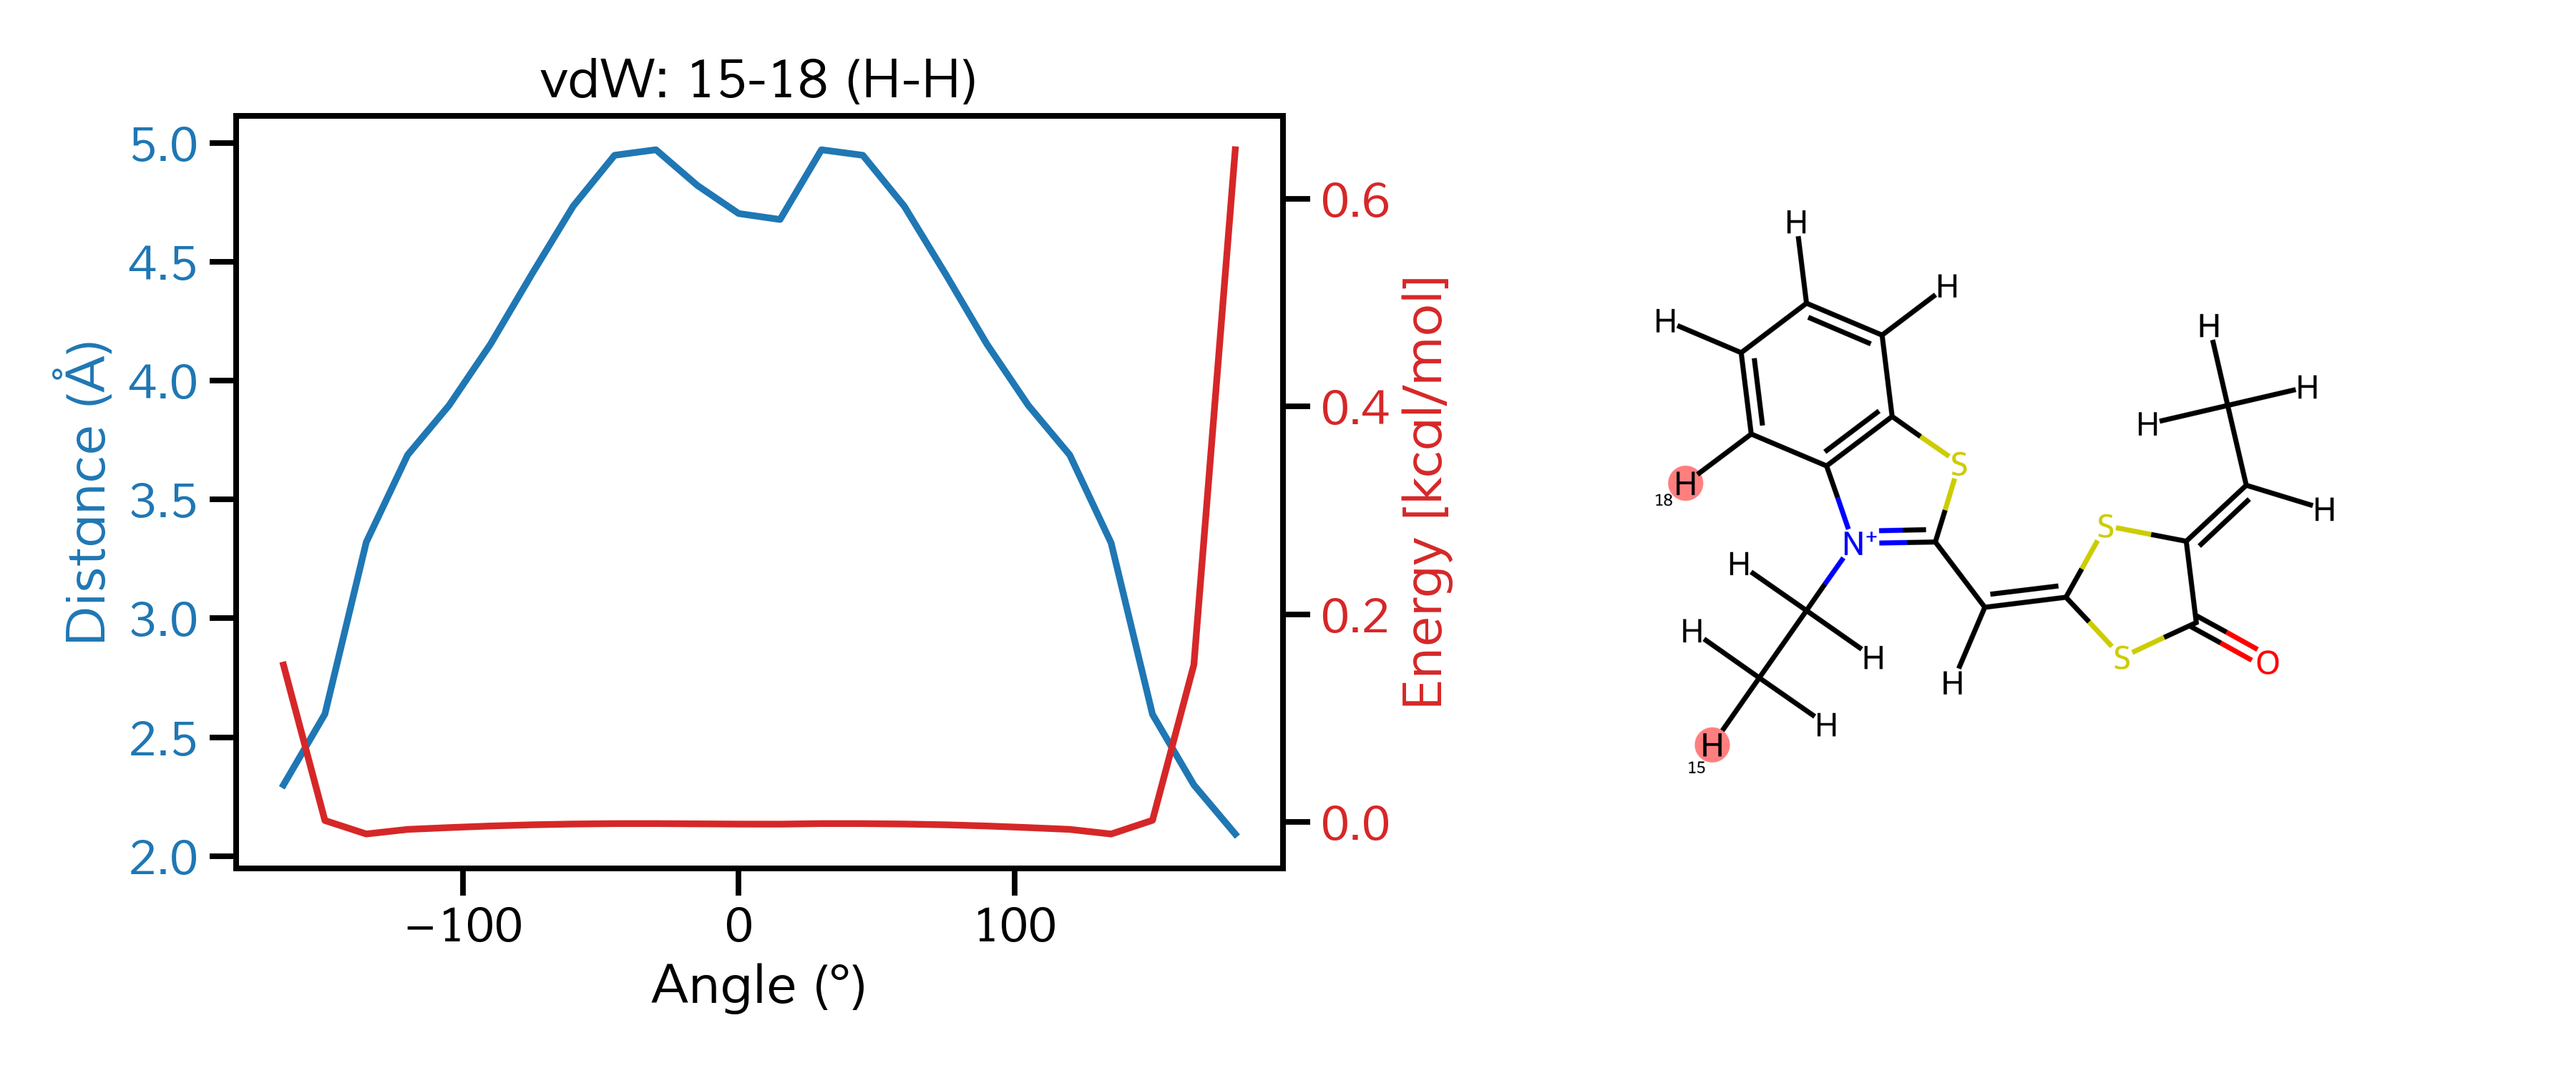 vdW: 15-18 (H-H)
5.0
4.5
4.0
3.5
3.0
2.5
2.0
Distance (Å)
0.6
0.4
0.2
0.0
Energy [kcal/mol]
−100 0 100
Angle (°)
H
H
H
H
H
H
H
S
H
18
H
S
N⁺
H
H
H
S
O
H
H
H
15